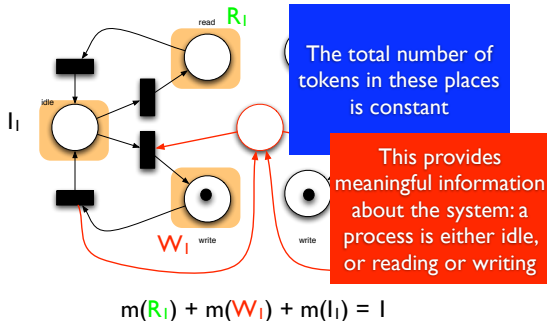 read
R₁
The total number of
tokens in these places
is constant
idle
I₁
This provides
meaningful information
about the system: a
process is either idle,
or reading or writing
W₁
write
write
m(R₁) + m(W₁) + m(I₁) = 1